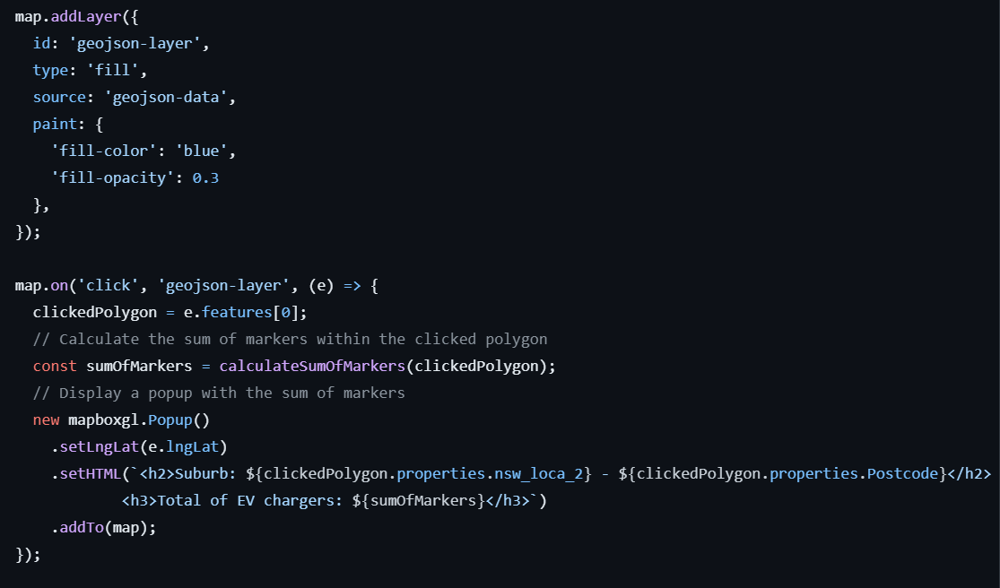 map.addLayer({
  id: 'geojson-layer',
  type: 'fill',
  source: 'geojson-data',
  paint: {
    'fill-color': 'blue',
    'fill-opacity': 0.3
  },
});

map.on('click', 'geojson-layer', (e) => {
  clickedPolygon = e.features[0];
  // Calculate the sum of markers within the clicked polygon
  const sumOfMarkers = calculateSumOfMarkers(clickedPolygon);
  // Display a popup with the sum of markers
  new mapboxgl.Popup()
    .setLngLat(e.lngLat)
    .setHTML(`<h2>Suburb: ${clickedPolygon.properties.nsw_loca_2} - ${clickedPolygon.properties.Postcode}</h2>
            <h3>Total of EV chargers: ${sumOfMarkers}</h3>`)
    .addTo(map);
});